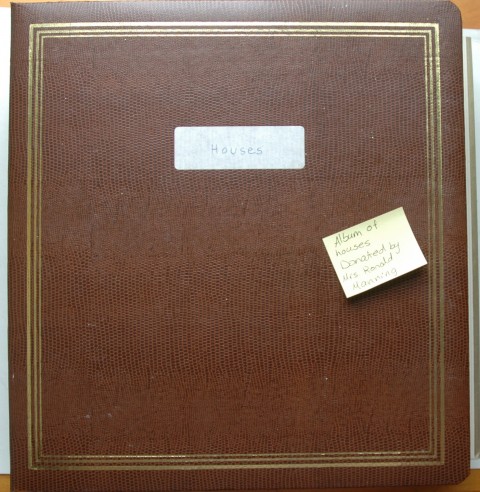 Houses
Album of
houses
Donated by
Mrs Ronald
Manning